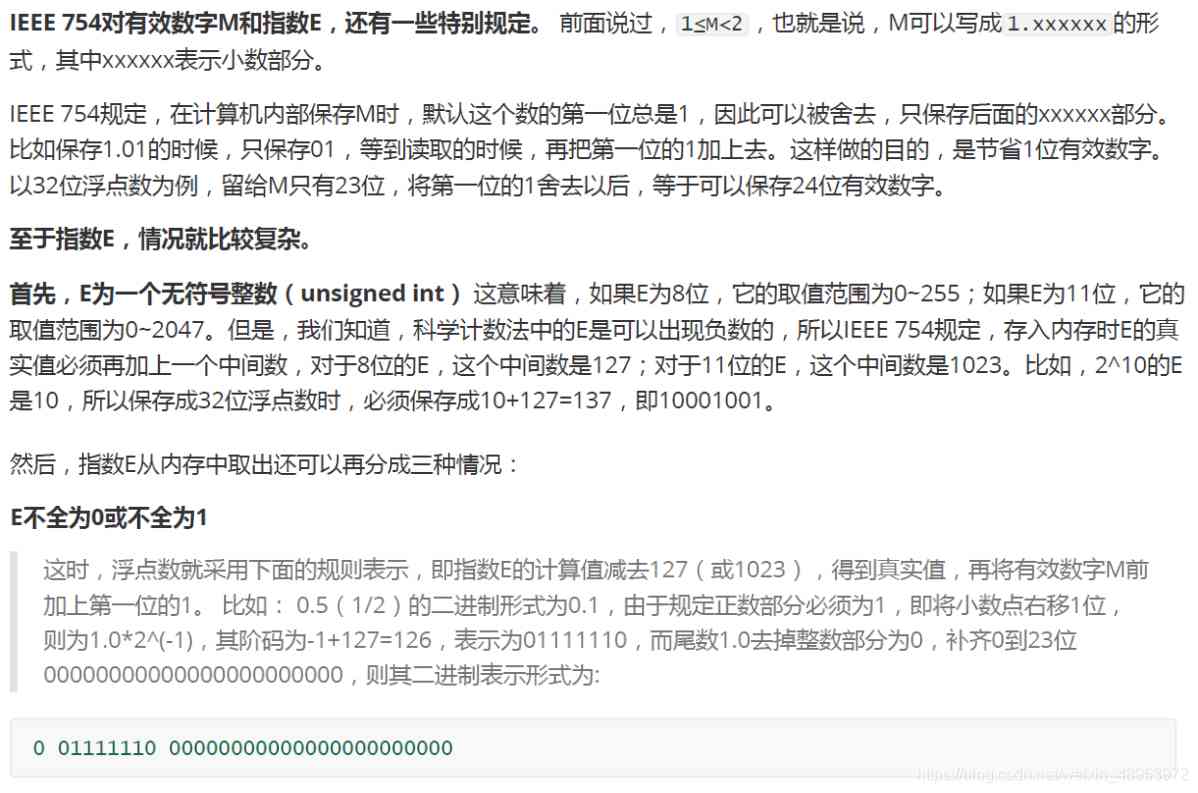 IEEE 754对有效数字M和指数E，还有一些特别规定。 前面说过， 1≤M<2 ，也就是说，M可以写成 1.xxxxxx 的形
式，其中xxxxxx表示小数部分。
IEEE 754规定，在计算机内部保存M时，默认这个数的第一位总是1，因此可以被舍去，只保存后面的xxxxxx部分。
比如保存1.01的时候，只保存01，等到读取的时候，再把第一位的1加上去。这样做的目的，是节省1位有效数字。
以32位浮点数为例，留给M只有23位，将第一位的1舍去以后，等于可以保存24位有效数字。
至于指数E，情况就比较复杂。
首先，E为一个无符号整数（unsigned int） 这意味着，如果E为8位，它的取值范围为0~255；如果E为11位，它的
取值范围为0~2047。但是，我们知道，科学计数法中的E是可以出现负数的，所以IEEE 754规定，存入内存时E的真
实值必须再加上一个中间数，对于8位的E，这个中间数是127；对于11位的E，这个中间数是1023。比如，2^10的E
是10，所以保存成32位浮点数时，必须保存成10+127=137，即10001001。
然后，指数E从内存中取出还可以再分成三种情况：
E不全为0或不全为1
这时，浮点数就采用下面的规则表示，即指数E的计算值减去127（或1023），得到真实值，再将有效数字M前
加上第一位的1。 比如： 0.5（1/2）的二进制形式为0.1，由于规定正数部分必须为1，即将小数点右移1位，
则为1.0*2^(-1)，其阶码为-1+127=126，表示为01111110，而尾数1.0去掉整数部分为0，补齐0到23位
00000000000000000000000，则其二进制表示形式为:
0 01111110 00000000000000000000000